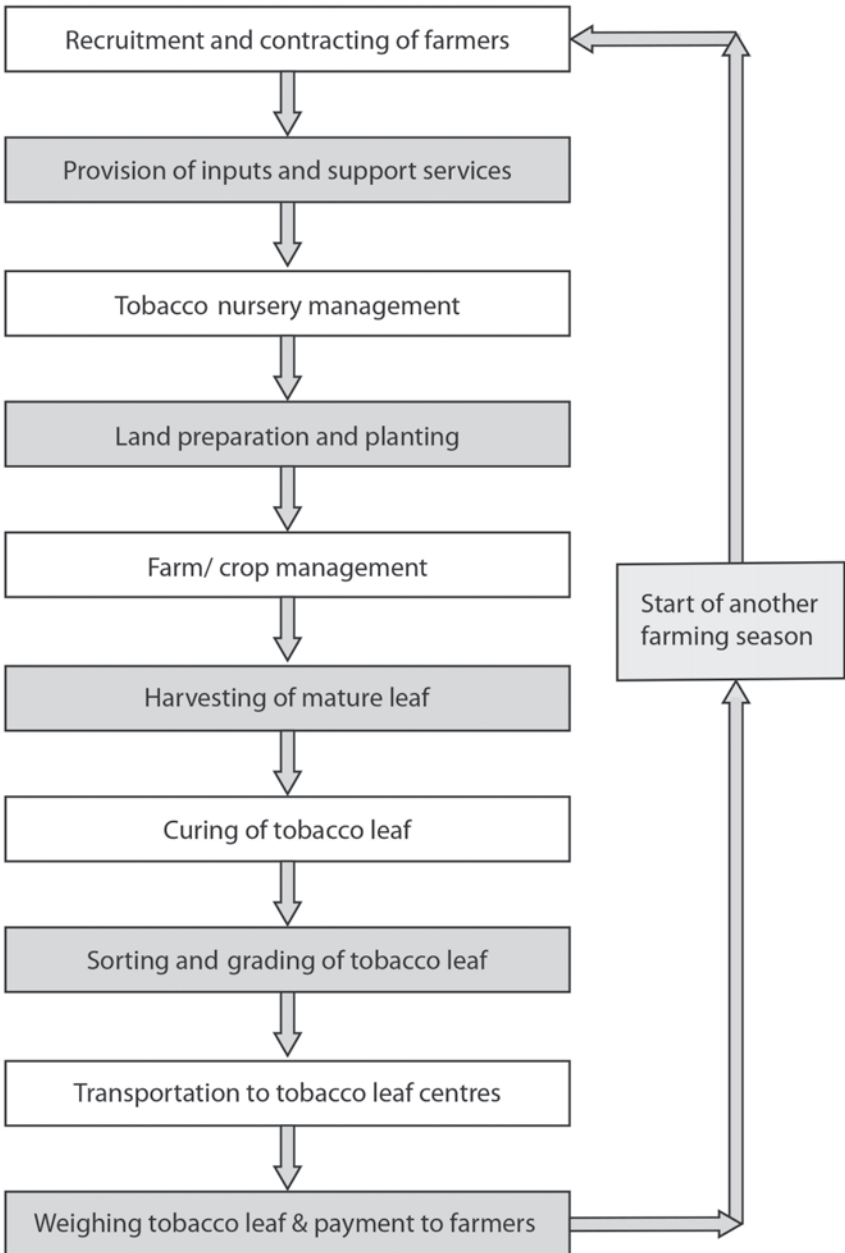 Recruitment and contracting of farmers
Provision of inputs and support services
Tobacco nursery management
Land preparation and planting
Farm/ crop management
Start of another
farming season
Harvesting of mature leaf
Curing of tobacco leaf
Sorting and grading of tobacco leaf
Transportation to tobacco leaf centres
Weighing tobacco leaf & payment to farmers